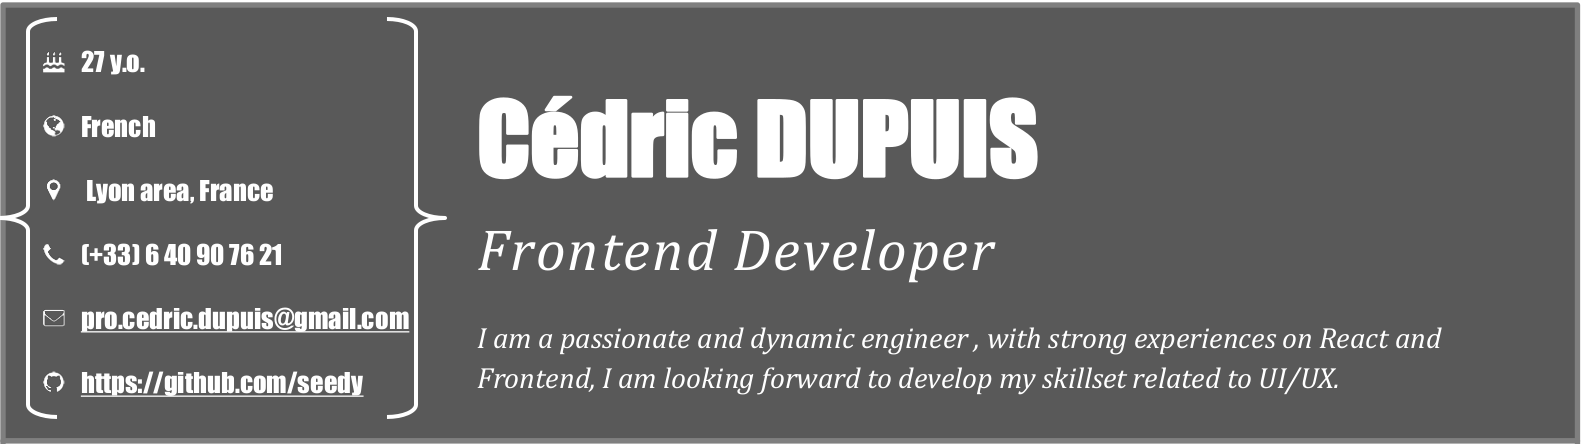 27 y.o.
French
Lyon area, France
(+33) 6 40 90 76 21
pro.cedric.dupuis@gmail.com
https://github.com/seedy
Cédric DUPUIS
Frontend Developer
I am a passionate and dynamic engineer , with strong experiences on React and
Frontend, I am looking forward to develop my skillset related to UI/UX.